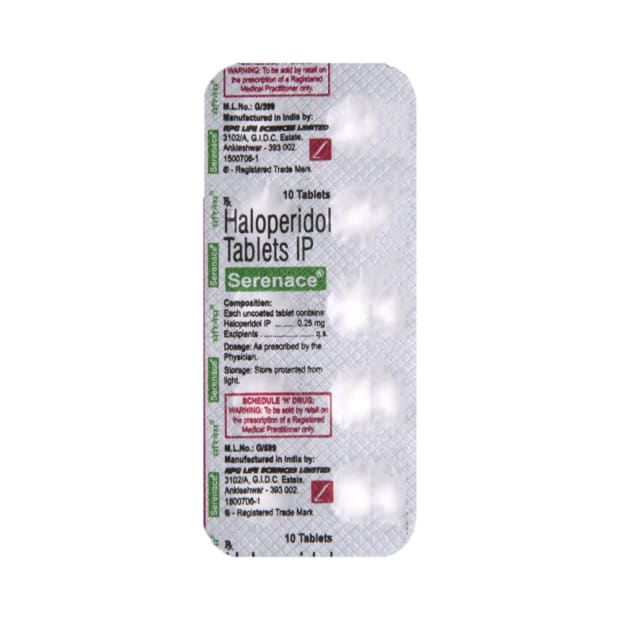 WARNING: To be sold by retail on
the prescription of a Registered
Medical Practitioner only.
M.L.No.: G/599
Manufactured in India by:
RPG LIFE SCIENCES LIMITED
3102/A, G.I.D.C. Estate,
Ankleshwar - 393 002.
1500706-1
® - Registered Trade Mark
10 Tablets
Rx
Haloperidol
Tablets IP
Serenace®
Composition:
Each uncoated tablet contains:
Haloperidol IP ....... 0.25 mg
Excipients ................... q.s.
Dosage: As prescribed by the
Physician.
Storage: Store protected from
light.
SCHEDULE 'H' DRUG:
WARNING: To be sold by retail on
the prescription of a Registered
Medical Practitioner only.
M.L.No.: G/599
Manufactured in India by:
RPG LIFE SCIENCES LIMITED
3102/A, G.I.D.C. Estate,
Ankleshwar - 393 002.
1500706-1
® - Registered Trade Mark
10 Tablets
Rx
Serenace®
सेरिनेस®
Serenace®
सेरिनेस®
Serenace®
सेरिनेस®
Serenace®